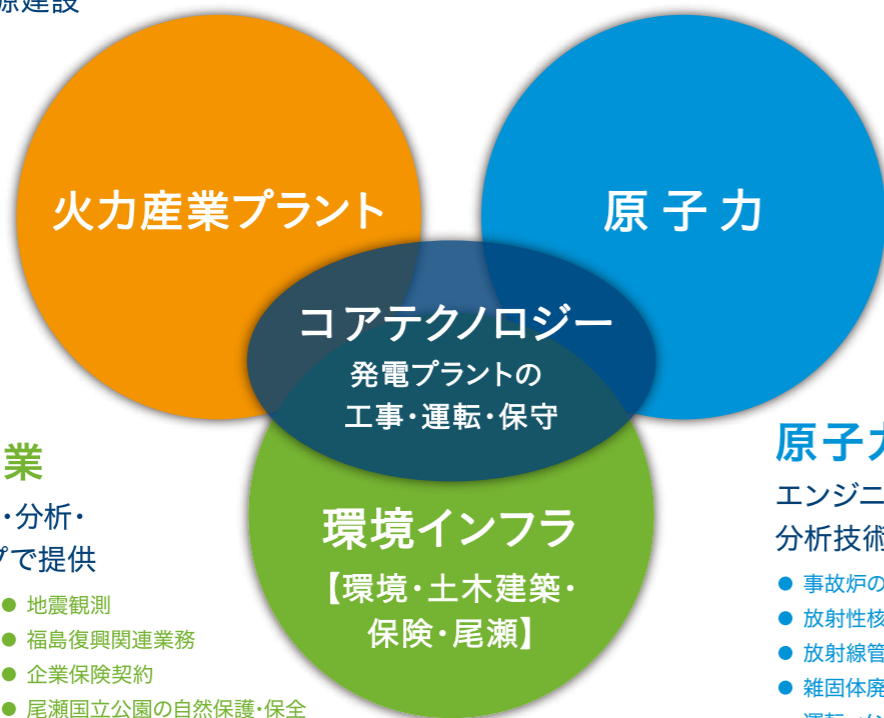 源建設
火力産業プラント
原子力
コアテクノロジー
発電プラントの
工事・運転・保守
環境インフラ
【環境・土木建築・
保険・尾瀬】
業
・分析・
プで提供
● 地震観測
● 福島復興関連業務
● 企業保険契約
● 尾瀬国立公園の自然保護・保全
原子力
エンジニ
分析技術
● 事故炉の
● 放射性核
● 放射線管
● 雑固体廃